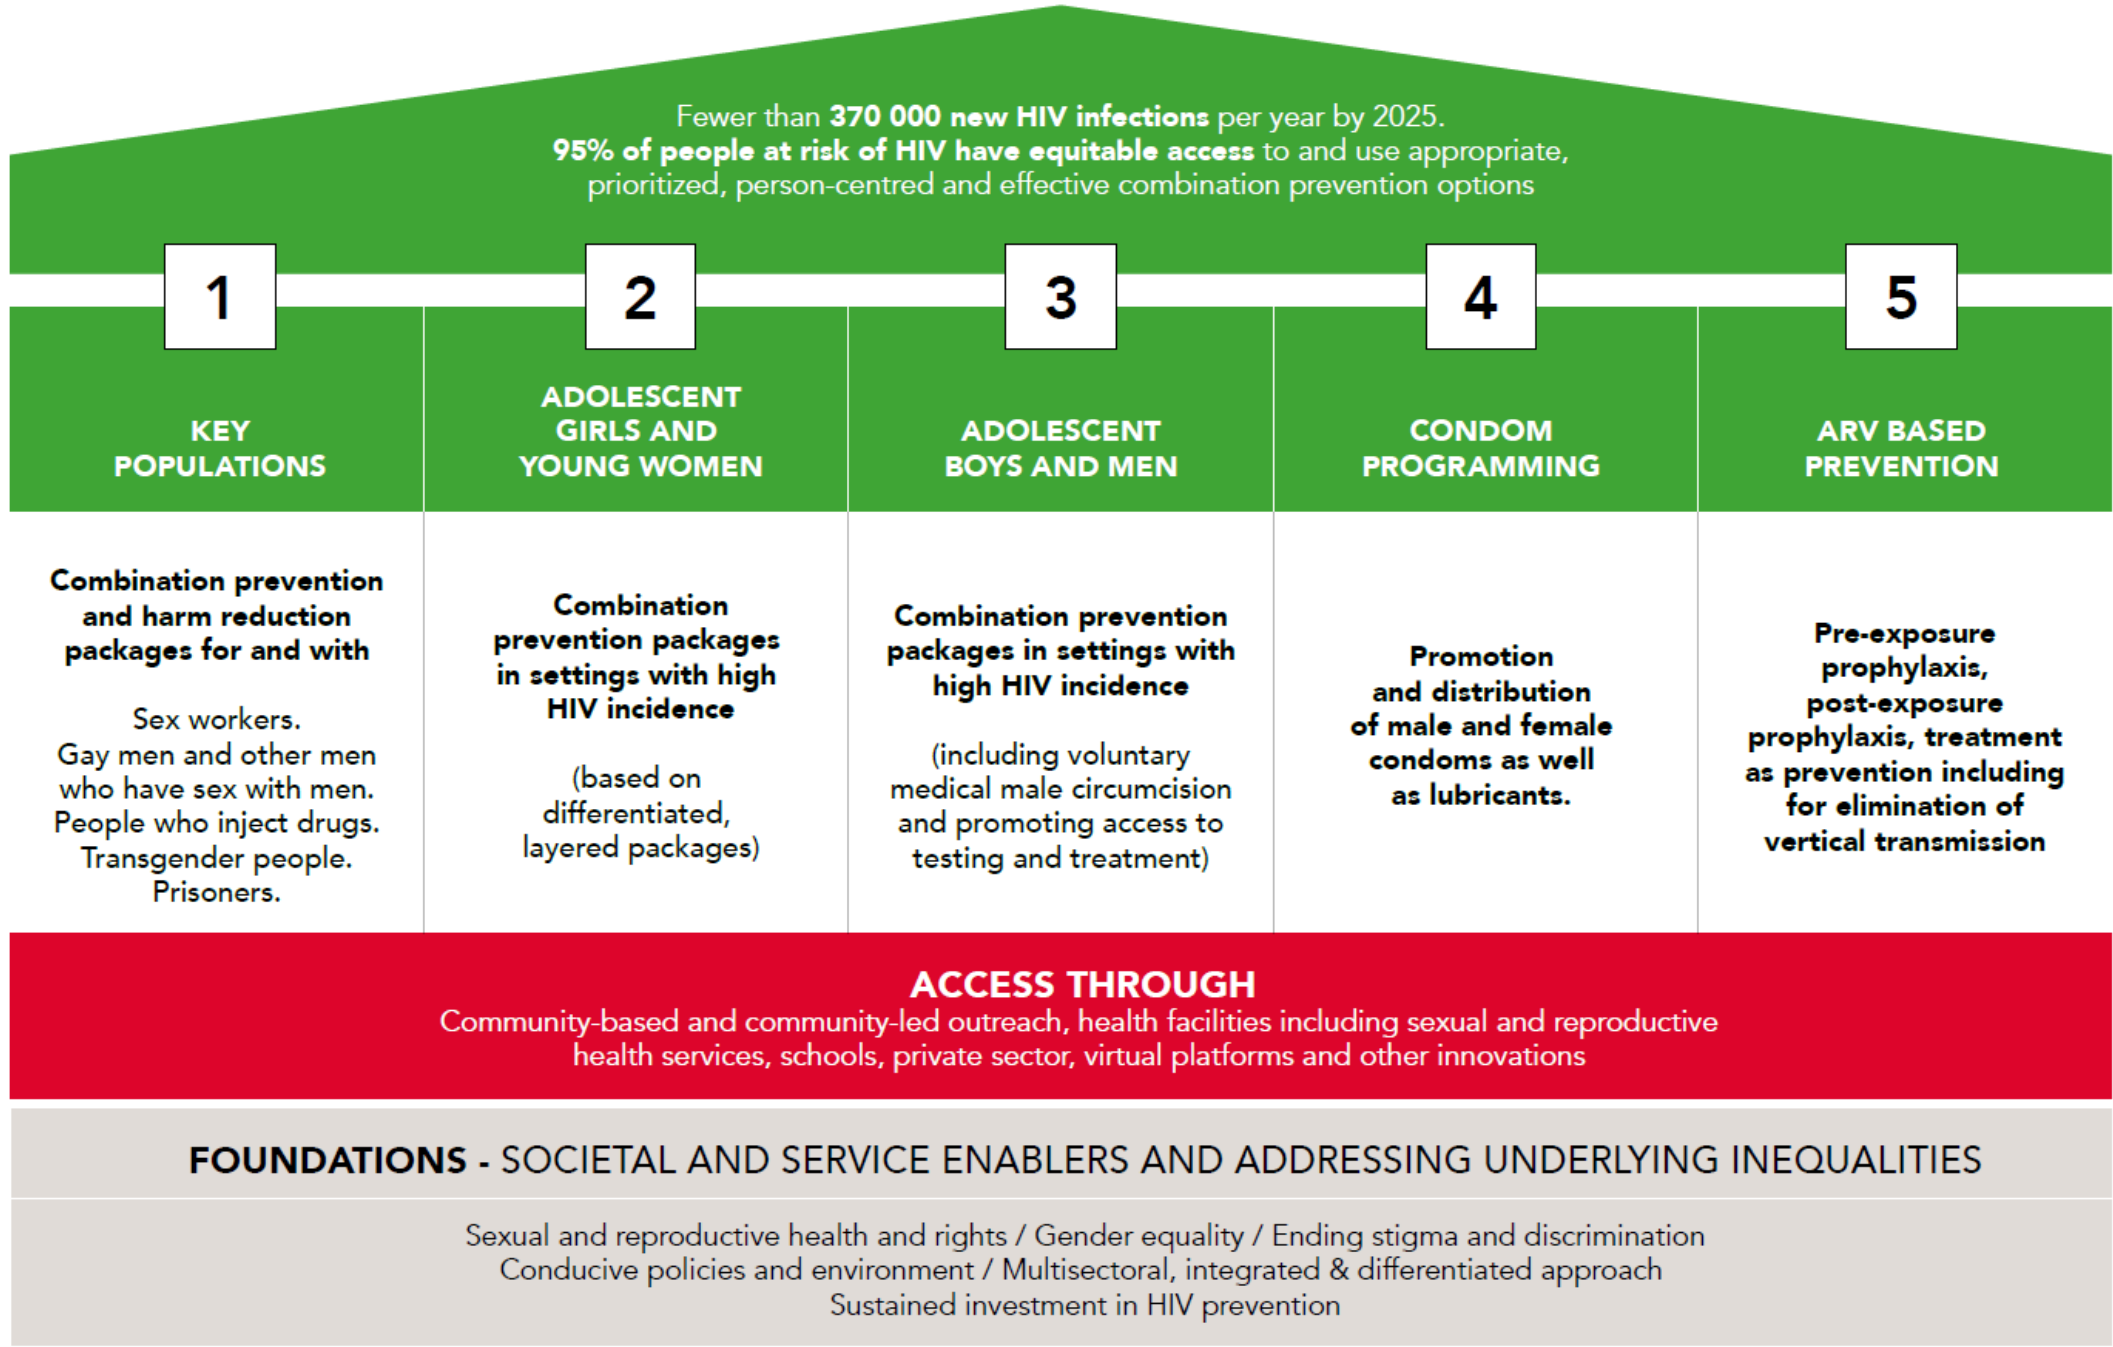 Fewer than 370 000 new HIV infections per year by 2025.
95% of people at risk of HIV have equitable access to and use appropriate,
prioritized, person-centred and effective combination prevention options
1
2
3
4
5
KEY
POPULATIONS
ADOLESCENT
GIRLS AND
YOUNG WOMEN
ADOLESCENT
BOYS AND MEN
CONDOM
PROGRAMMING
ARV BASED
PREVENTION
Combination prevention
and harm reduction
packages for and with
Sex workers.
Gay men and other men
who have sex with men.
People who inject drugs.
Transgender people.
Prisoners.
Combination
prevention packages
in settings with high
HIV incidence
(based on
differentiated,
layered packages)
Combination prevention
packages in settings with
high HIV incidence
(including voluntary
medical male circumcision
and promoting access to
testing and treatment)
Promotion
and distribution
of male and female
condoms as well
as lubricants.
Pre-exposure
prophylaxis,
post-exposure
prophylaxis, treatment
as prevention including
for elimination of
vertical transmission
ACCESS THROUGH
Community-based and community-led outreach, health facilities including sexual and reproductive
health services, schools, private sector, virtual platforms and other innovations
FOUNDATIONS - SOCIETAL AND SERVICE ENABLERS AND ADDRESSING UNDERLYING INEQUALITIES
Sexual and reproductive health and rights / Gender equality / Ending stigma and discrimination
Conducive policies and environment / Multisectoral, integrated & differentiated approach
Sustained investment in HIV prevention